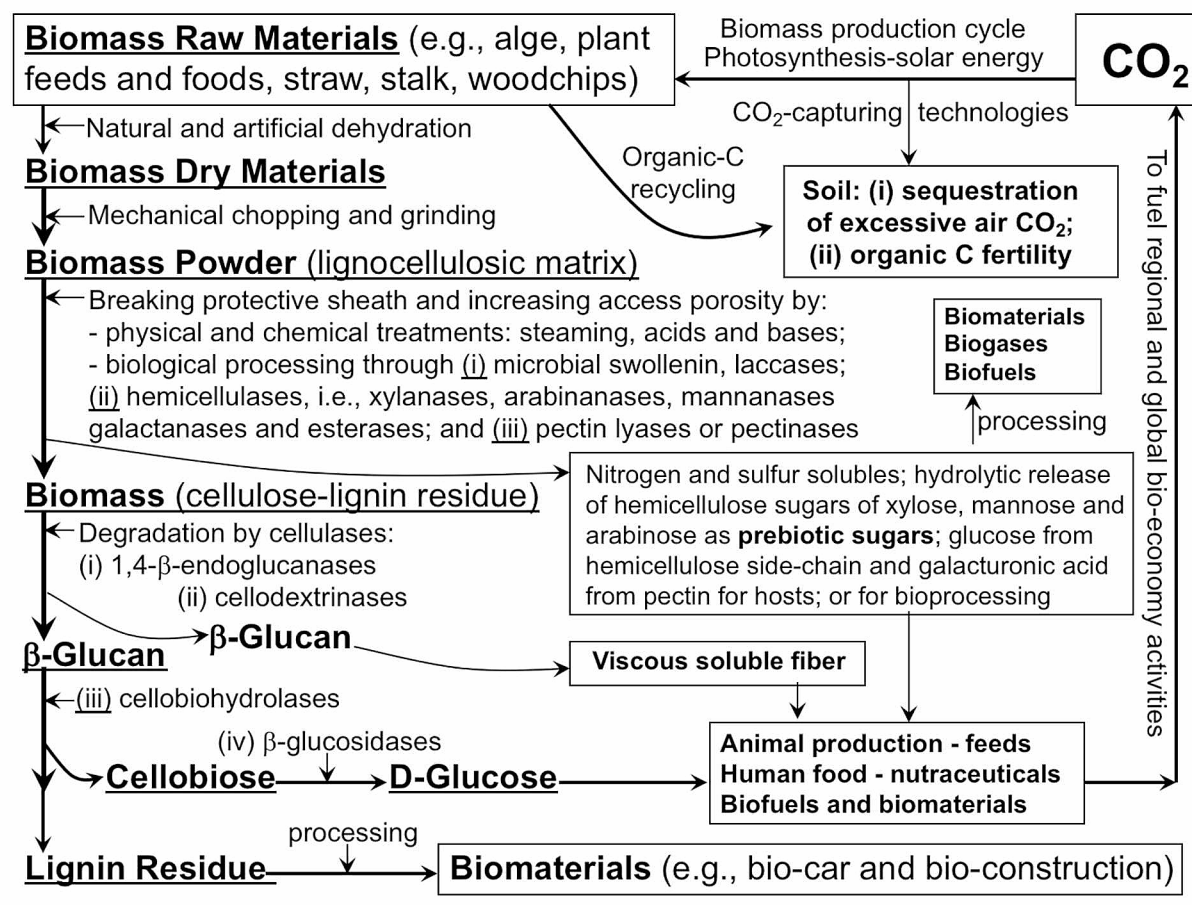 Biomass Raw Materials (e.g., alge, plant
feeds and foods, straw, stalk, woodchips)
Biomass production cycle
Photosynthesis-solar energy
CO₂
CO₂-capturing technologies
Natural and artificial dehydration
Organic-C
recycling
Soil: (i) sequestration
of excessive air CO₂;
(ii) organic C fertility
To fuel regional and global bio-economy activities
Biomass Dry Materials
Mechanical chopping and grinding
Biomass Powder (lignocellulosic matrix)
Breaking protective sheath and increasing access porosity by:
- physical and chemical treatments: steaming, acids and bases;
- biological processing through (i) microbial swollenin, laccases;
(ii) hemicellulases, i.e., xylanases, arabinanases, mannanases
galactanases and esterases; and (iii) pectin lyases or pectinases
Biomaterials
Biogases
Biofuels
processing
Nitrogen and sulfur solubles; hydrolytic release
of hemicellulose sugars of xylose, mannose and
arabinose as prebiotic sugars; glucose from
hemicellulose side-chain and galacturonic acid
from pectin for hosts; or for bioprocessing
Biomass (cellulose-lignin residue)
Degradation by cellulases:
(i) 1,4-β-endoglucanases
(ii) cellodextrinases
β-Glucan
β-Glucan
Viscous soluble fiber
(iii) cellobiohydrolases
(iv) β-glucosidases
Cellobiose
D-Glucose
Animal production - feeds
Human food - nutraceuticals
Biofuels and biomaterials
processing
Lignin Residue
Biomaterials (e.g., bio-car and bio-construction)